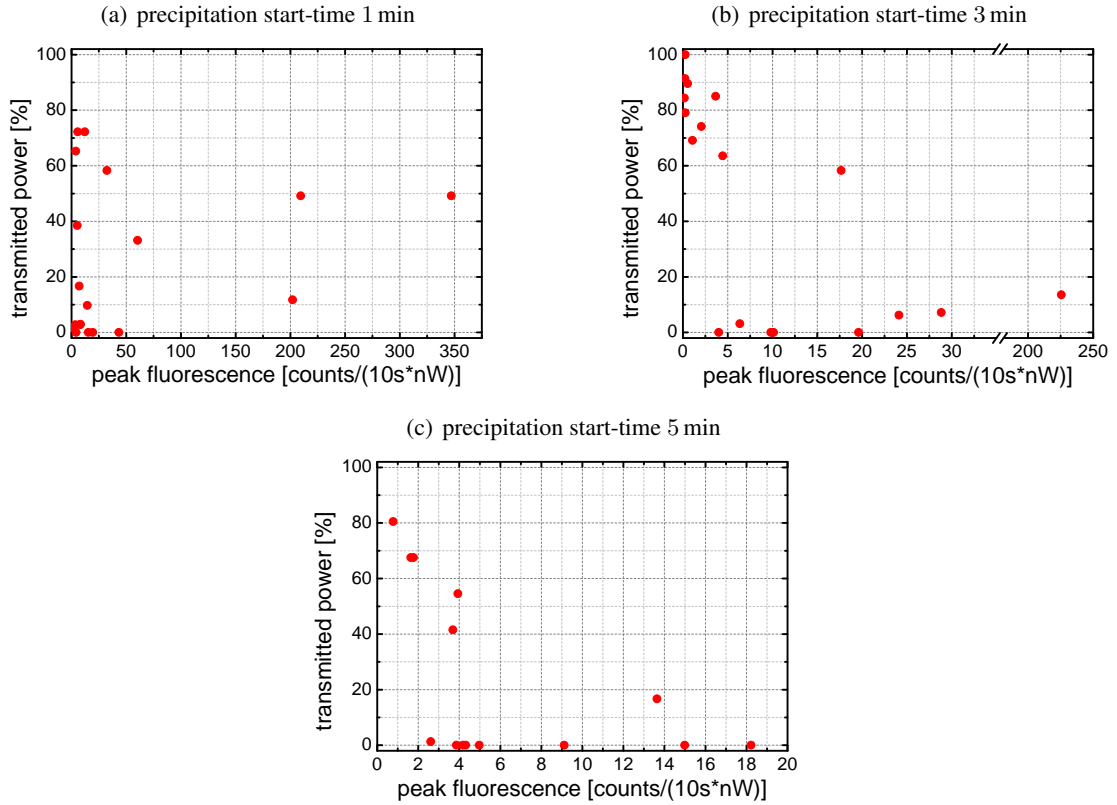 (a) precipitation start-time 1 min
100
80
60
40
20
0
0 50 100 150 200 250 300 350
transmitted power [%]
peak fluorescence [counts/(10s*nW)]
(b) precipitation start-time 3 min
100
80
60
40
20
0
0 5 10 15 20 25 30 200 250
transmitted power [%]
peak fluorescence [counts/(10s*nW)]
(c) precipitation start-time 5 min
100
80
60
40
20
0
0 2 4 6 8 10 12 14 16 18 20
transmitted power [%]
peak fluorescence [counts/(10s*nW)]